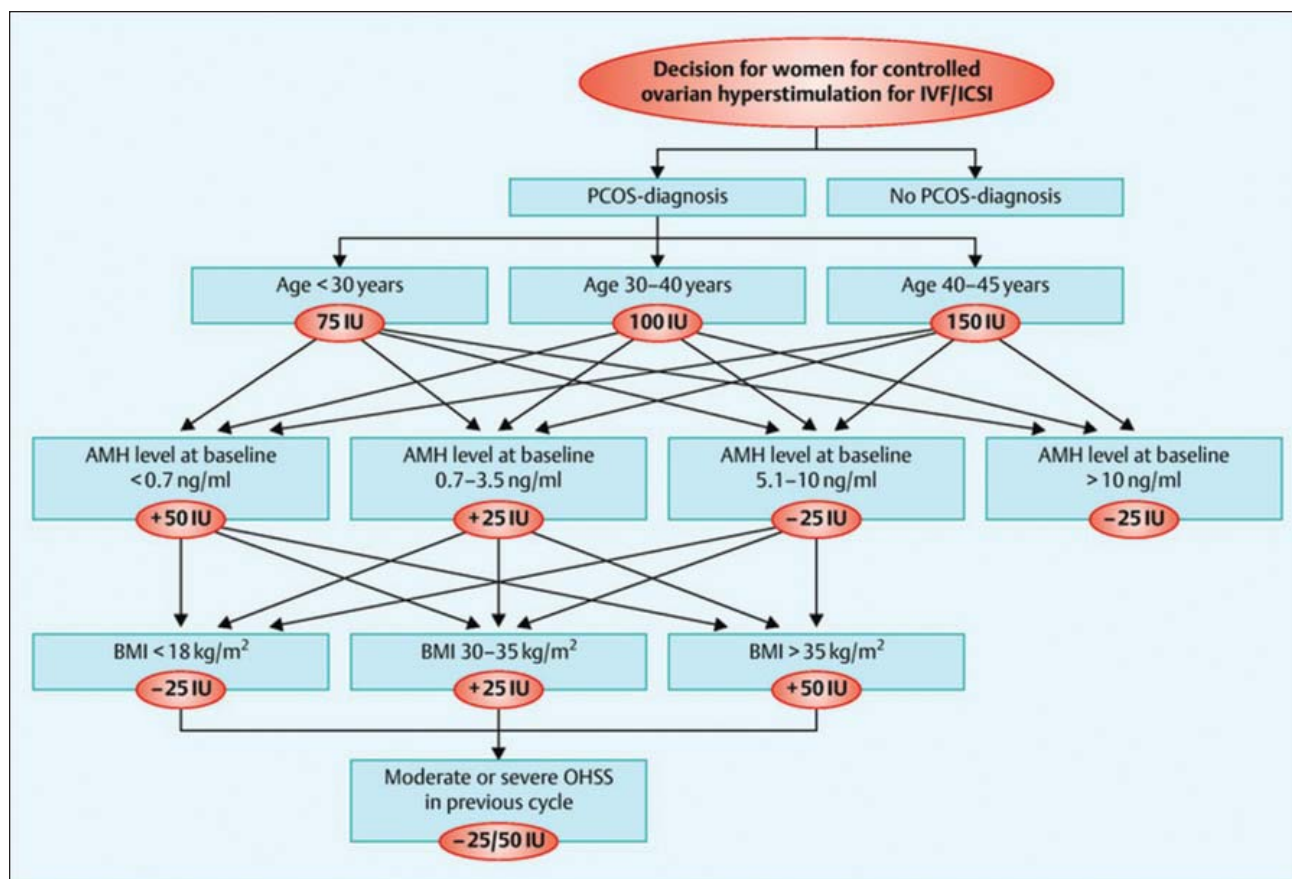 Decision for women for controlled
ovarian hyperstimulation for IVF/ICSI
PCOS-diagnosis
No PCOS-diagnosis
Age < 30 years
75 IU
Age 30–40 years
100 IU
Age 40–45 years
150 IU
AMH level at baseline
<0.7 ng/ml
+50 IU
AMH level at baseline
0.7–3.5 ng/ml
+25 IU
AMH level at baseline
5.1–10 ng/ml
–25 IU
AMH level at baseline
> 10 ng/ml
–25 IU
BMI < 18 kg/m²
–25 IU
BMI 30–35 kg/m²
+25 IU
BMI > 35 kg/m²
+50 IU
Moderate or severe OHSS
in previous cycle
–25/50 IU